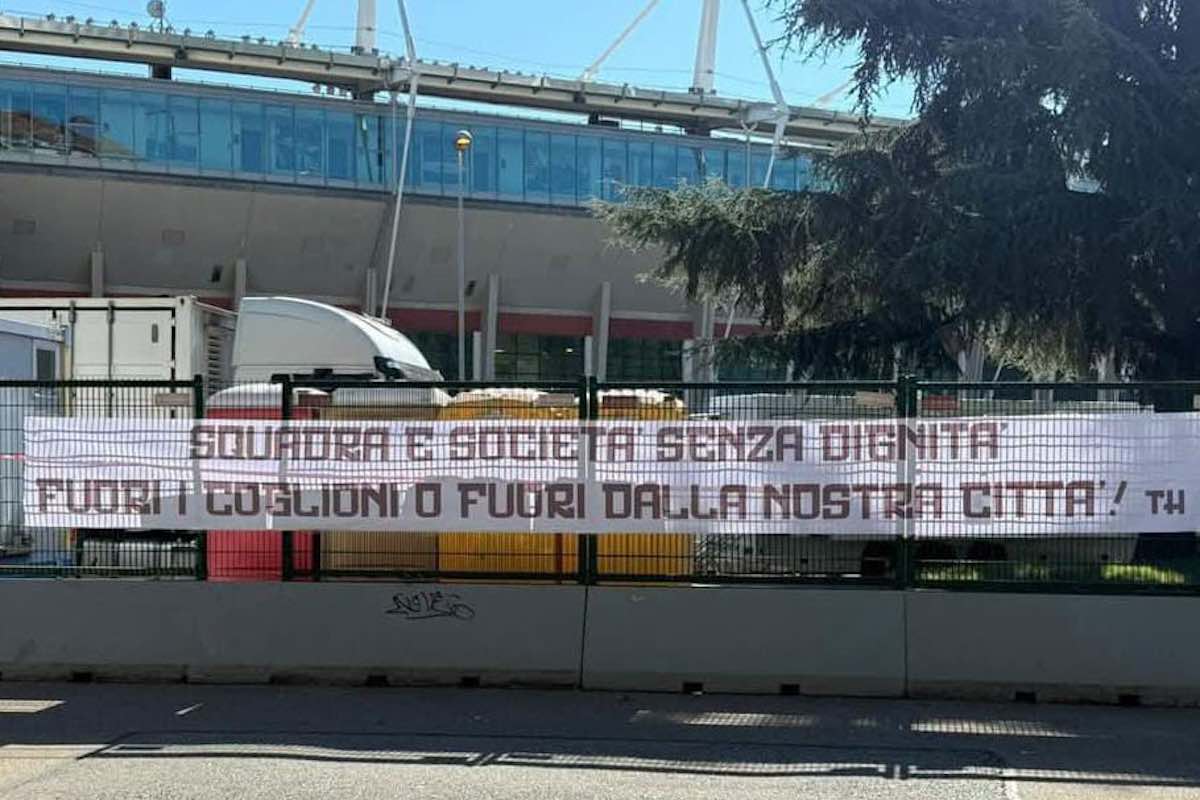 SQUADRA E SOCIETA' SENZA DIGNITA'
FUORI I COGLIONI O FUORI DALLA NOSTRA CITTA'! TH